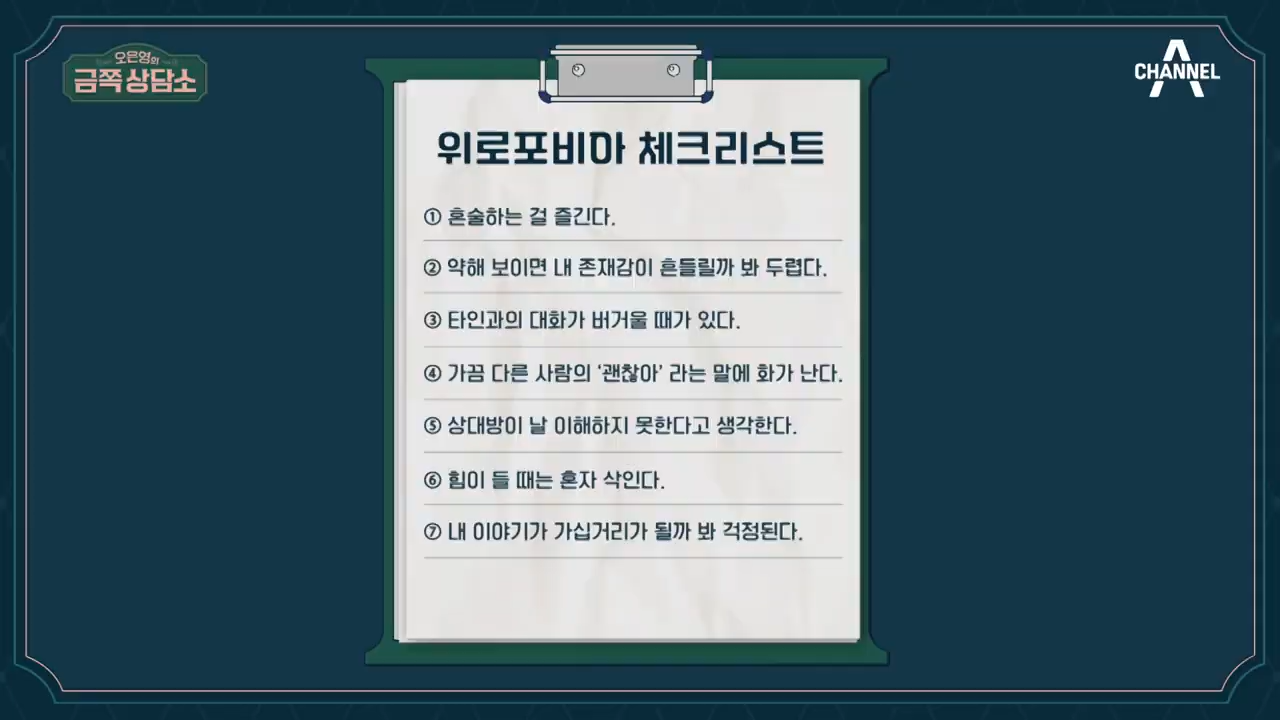 오은영의
금쪽 상담소
CHANNEL A
위로포비아 체크리스트
① 혼술하는 걸 즐긴다.
② 약해 보이면 내 존재감이 흔들릴까 봐 두렵다.
③ 타인과의 대화가 버거울 때가 있다.
④ 가끔 다른 사람의 ‘괜찮아’ 라는 말에 화가 난다.
⑤ 상대방이 날 이해하지 못한다고 생각한다.
⑥ 힘이 들 때는 혼자 삭인다.
⑦ 내 이야기가 가십거리가 될까 봐 걱정된다.